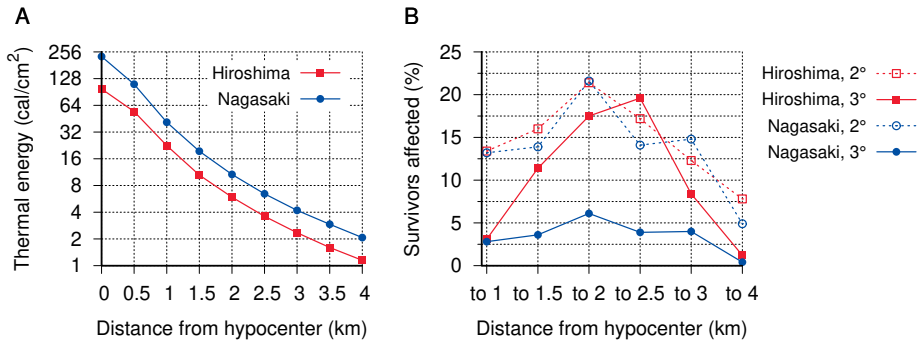 A
Thermal energy (cal/cm²)
256
128
64
32
16
8
4
2
1
Hiroshima
Nagasaki
0 0.5 1 1.5 2 2.5 3 3.5 4
Distance from hypocenter (km)
B
Survivors affected (%)
25
20
15
10
5
0
to 1 to 1.5 to 2 to 2.5 to 3 to 4
Distance from hypocenter (km)
Hiroshima, 2°
Hiroshima, 3°
Nagasaki, 2°
Nagasaki, 3°